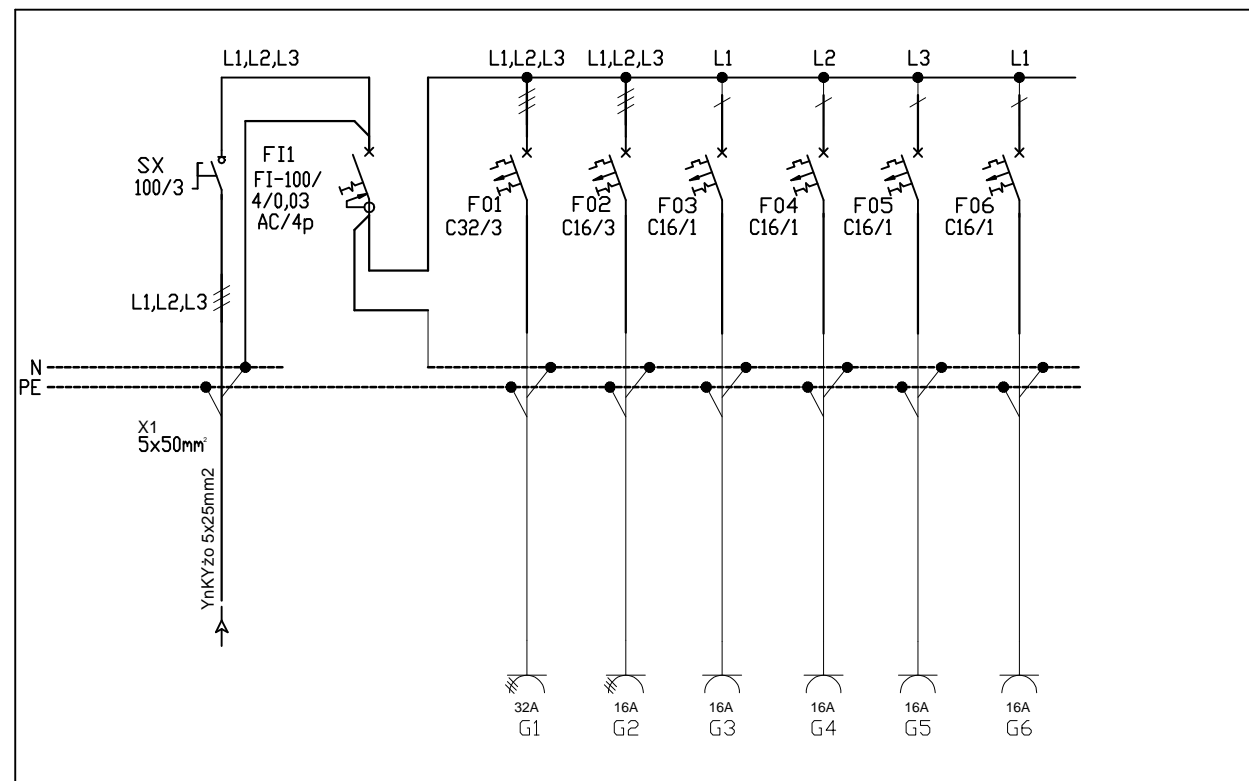 L1,L2,L3
L1,L2,L3
L1,L2,L3
L1
L2
L3
L1
SX
100/3
FI1
FI-100/
4/0,03
AC/4p
F01
C32/3
F02
C16/3
F03
C16/1
F04
C16/1
F05
C16/1
F06
C16/1
L1,L2,L3
N
PE
X1
5x50mm²
YnKYżo 5x25mm2
32A
G1
16A
G2
16A
G3
16A
G4
16A
G5
16A
G6